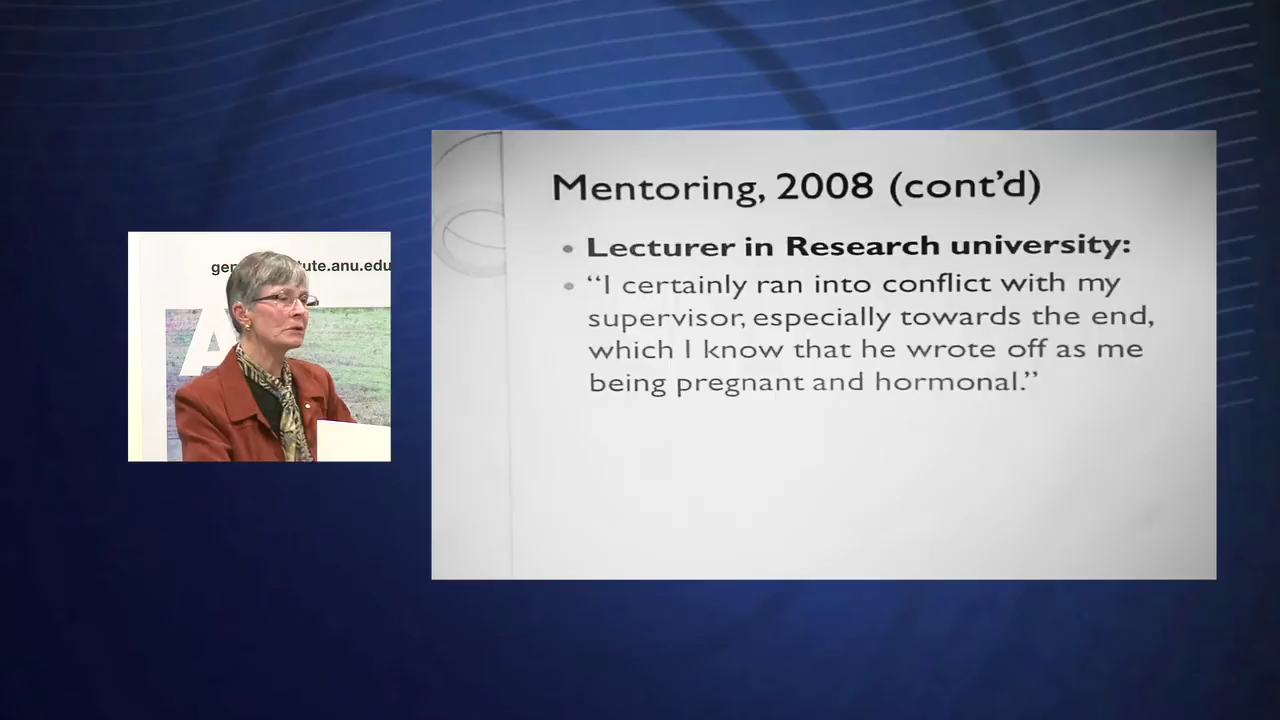 tute.anu.edu
Mentoring, 2008 (cont’d)
• Lecturer in Research university:
• “I certainly ran into conflict with my
supervisor, especially towards the end,
which I know that he wrote off as me
being pregnant and hormonal.”